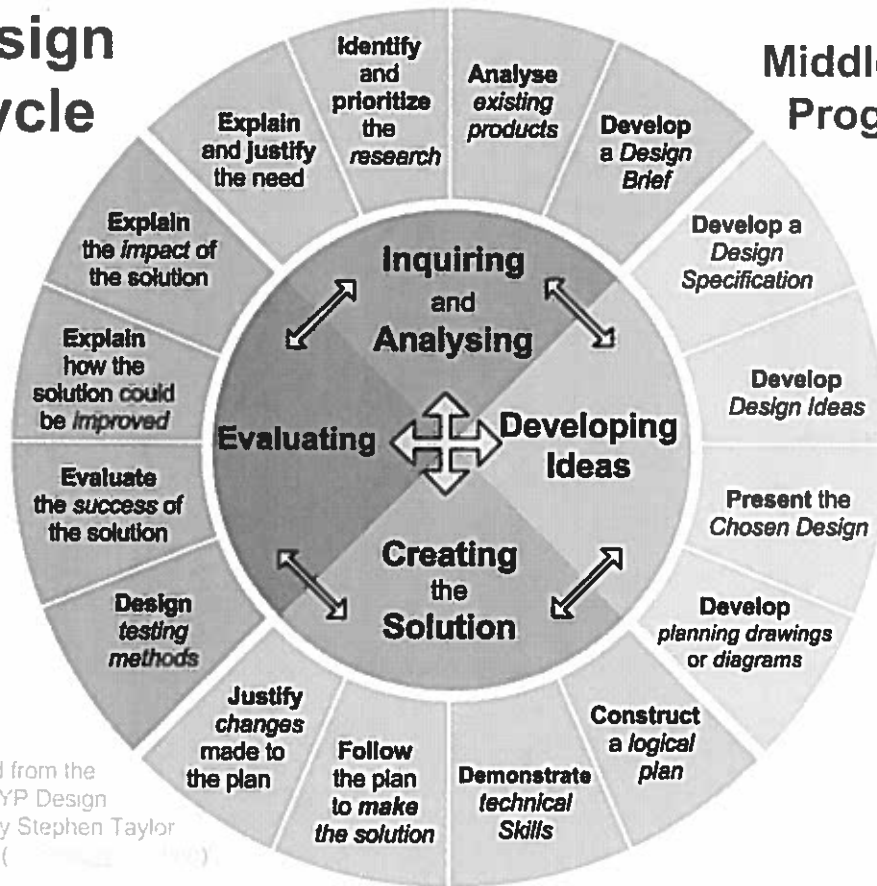 sign
ycle
Middle
Prog
Explain
and justify
the need
Identify
and
prioritize
the
research
Analyse
existing
products
Develop
a Design
Brief
Develop a
Design
Specification
Develop
Design Ideas
Present the
Chosen Design
Develop
planning drawings
or diagrams
Construct
a logical
plan
Demonstrate
technical
Skills
Follow
the plan
to make
the solution
Justify
changes
made to
the plan
Design
testing
methods
Evaluate
the success of
the solution
Explain
how the
solution could
be improved
Explain
the impact of
the solution
Inquiring
and
Analysing
Developing
Ideas
Creating
the
Solution
Evaluating
d from the
YP Design
y Stephen Taylor
(